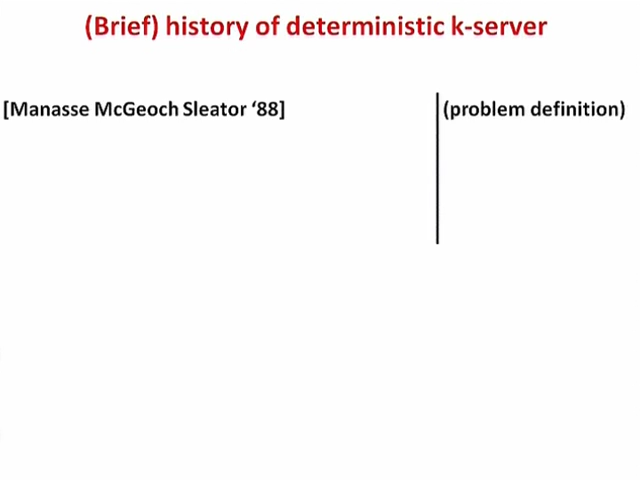 (Brief) history of deterministic k-server
[Manasse McGeoch Sleator ‘88] (problem definition)